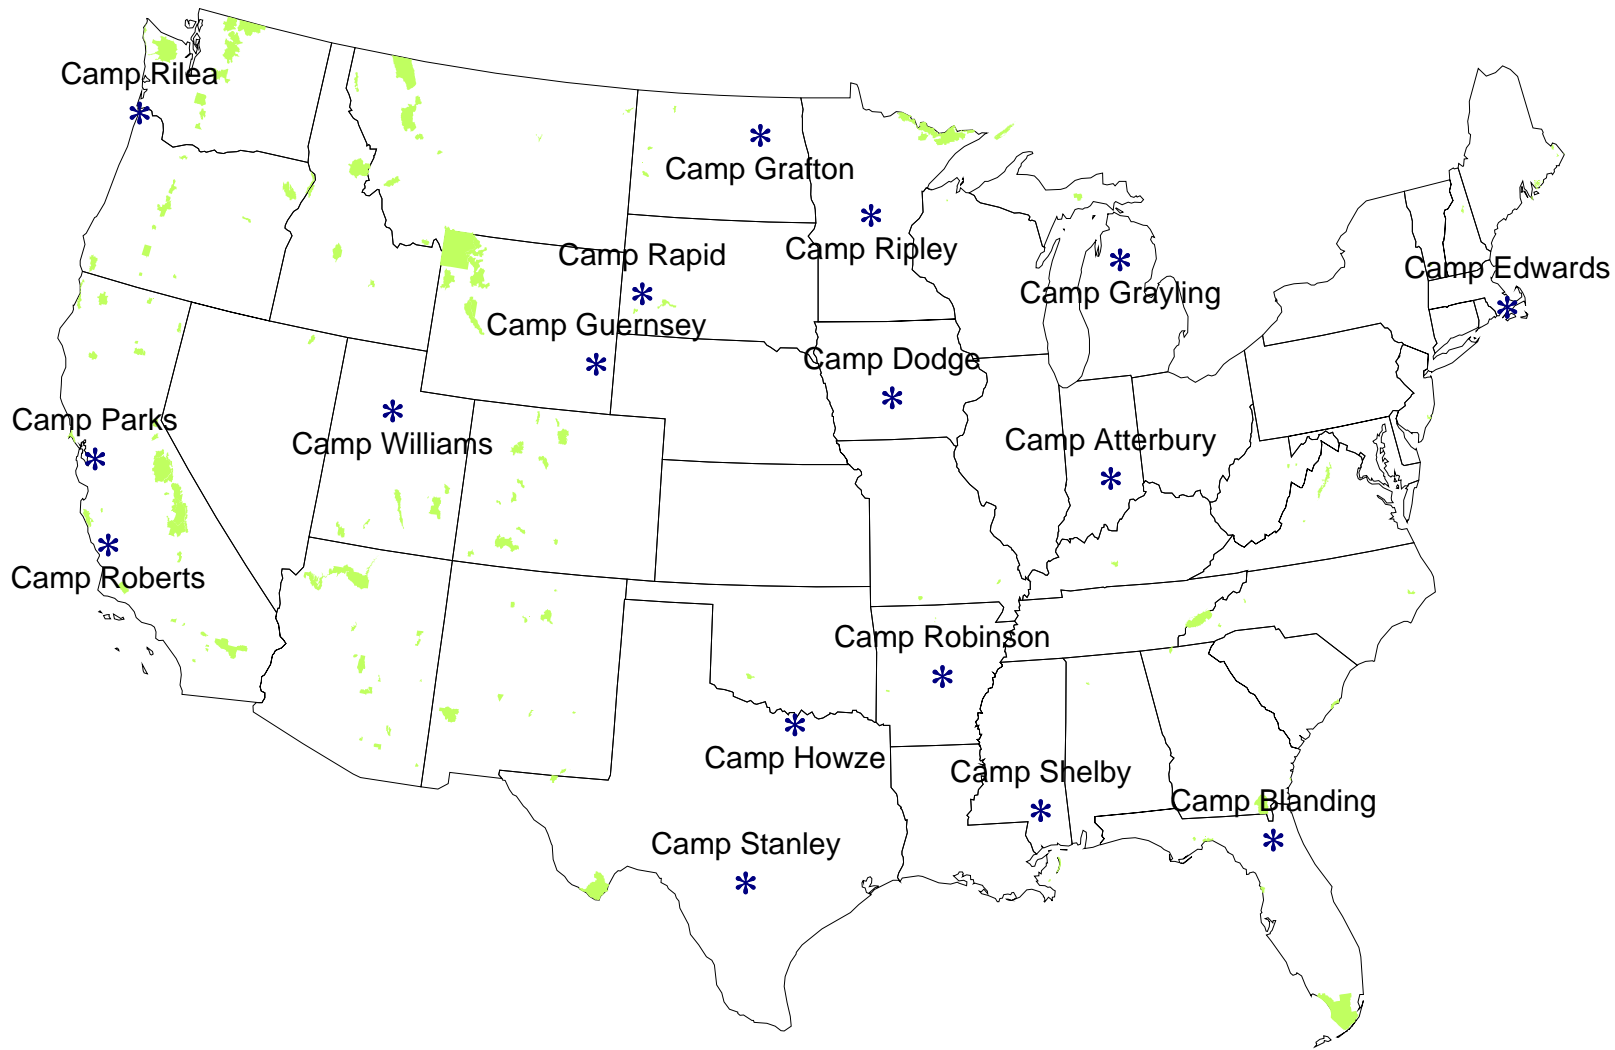 Camp Rilea
Camp Grafton
Camp Rapid
Camp Ripley
Camp Edwards
Camp Grayling
Camp Guernsey
Camp Dodge
Camp Parks
Camp Williams
Camp Atterbury
Camp Roberts
Camp Robinson
Camp Howze
Camp Shelby
Camp Blanding
Camp Stanley